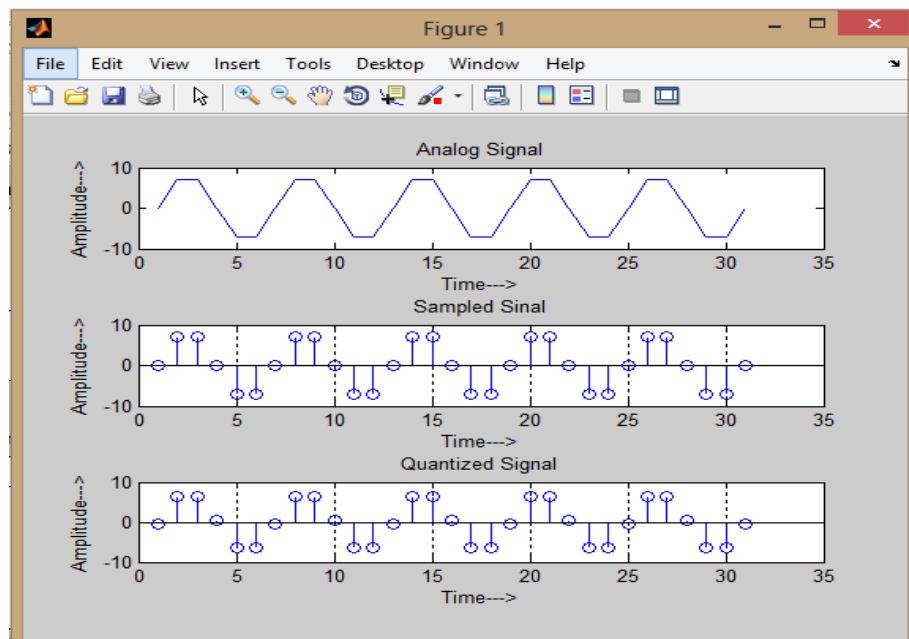 Figure 1
File Edit View Insert Tools Desktop Window Help
Analog Signal
Amplitude--->
10
0
-10
0 5 10 15 20 25 30 35
Time--->
Sampled Sinal
Amplitude--->
10
0
-10
0 5 10 15 20 25 30 35
Time--->
Quantized Signal
Amplitude--->
10
0
-10
0 5 10 15 20 25 30 35
Time--->